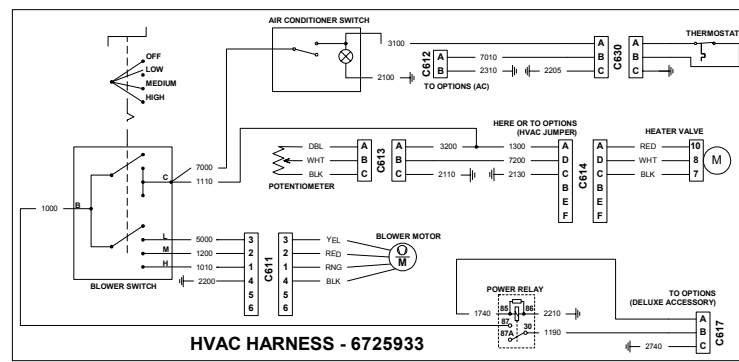 AIR CONDITIONER SWITCH
OFF
LOW
MEDIUM
HIGH
3100
2100
C612
A
B
7010
2310
2205
TO OPTIONS (AC)
A
B
C
C630
A
B
C
THERMOSTAT
HERE OR TO OPTIONS
(HVAC JUMPER)
HEATER VALVE
7000
1110
DBL
WHT
BLK
POTENTIOMETER
A
B
C
C613
A
B
C
3200
2110
1300
7200
2130
A
D
C
B
E
F
C614
A
D
C
B
E
F
RED
WHT
BLK
10
8
7
M
1000
B
C
L
M
H
BLOWER SWITCH
5000
1200
1010
2200
3
2
1
4
5
6
C611
3
2
1
4
5
6
YEL
RED
RNG
BLK
BLOWER MOTOR
Ω
M
POWER RELAY
1740
85
86
87
87A
30
2210
1190
TO OPTIONS
(DELUXE ACCESSORY)
A
B
C
C617
2740
HVAC HARNESS - 6725933